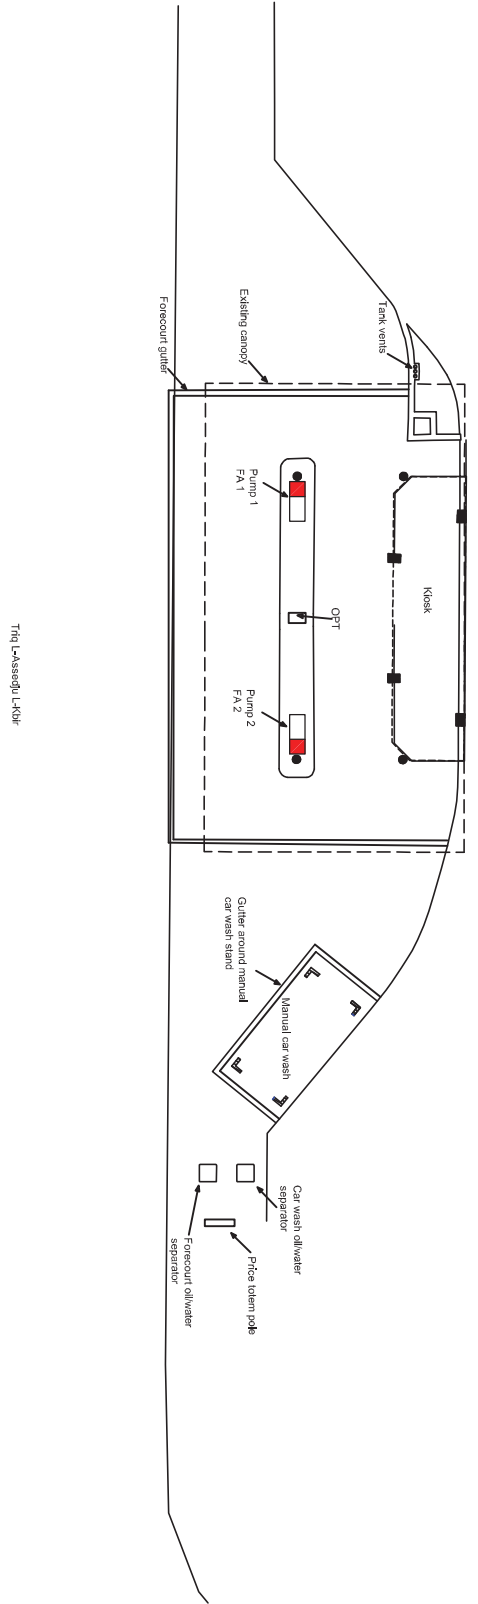 Tank vents
Existing canopy
Forecourt gutter
Pump 1
FA 1
Kiosk
OPT
Pump 2
FA 2
Triq L-Assedju L-Kbir
Gutter around manual
car wash stand
Manual car wash
Car wash oil/water
separator
Forecourt oil/water
separator
Price totem pole